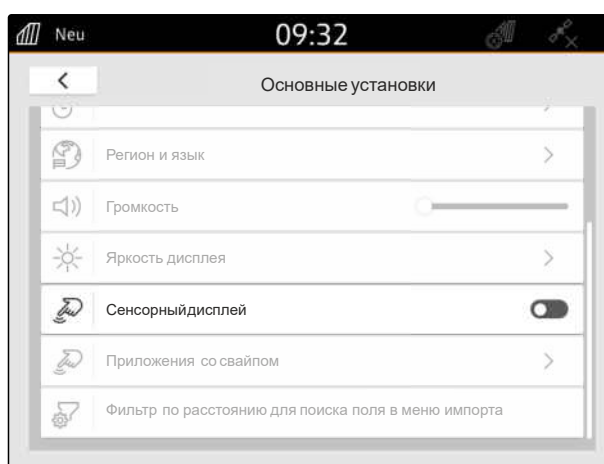 Neu 09:32
Основные установки
Регион и язык
Громкость
Яркость дисплея
Сенсорныйдисплей
Приложения со свайпом
Фильтр по расстоянию для поиска поля в меню импорта